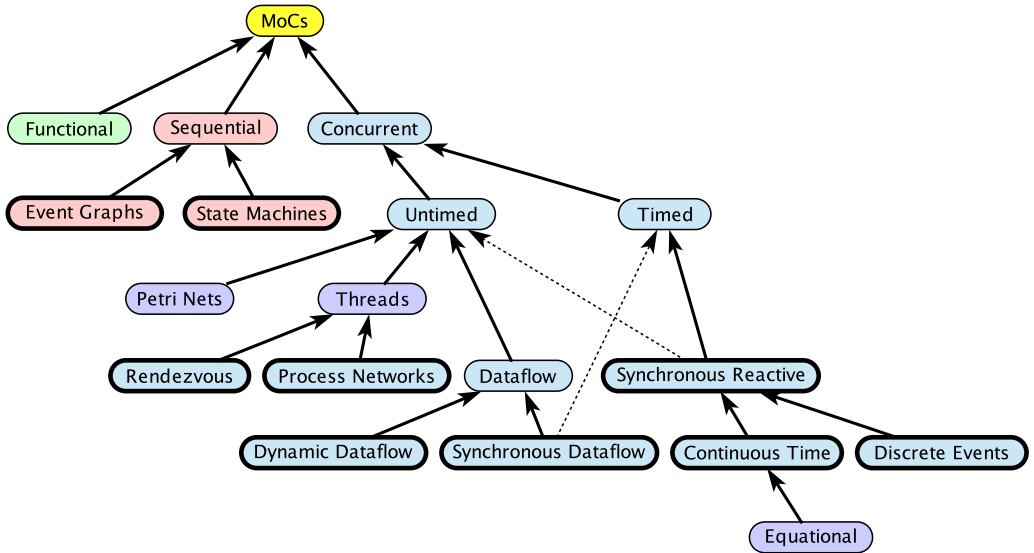 MoCs
Functional
Sequential
Concurrent
Event Graphs
State Machines
Untimed
Timed
Petri Nets
Threads
Rendezvous
Process Networks
Dataflow
Synchronous Reactive
Dynamic Dataflow
Synchronous Dataflow
Continuous Time
Discrete Events
Equational